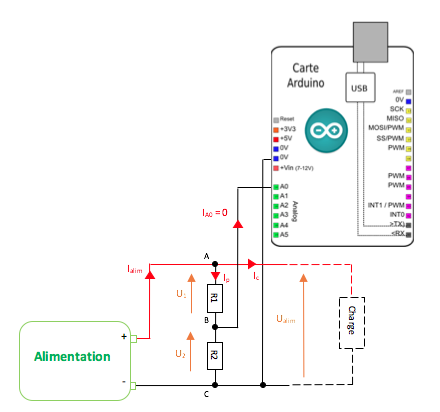 Carte
Arduino
USB
AREF
0V
SCK
MISO
MOSI/PWM
SS/PWM
PWM
PWM
PWM
INT1 / PWM
INT0
>TX)
<RX
Reset
+3V3
+5V
0V
0V
+Vin (7-12V)
A0
A1
A2
A3
A4
A5
Analog
IA0 = 0
A
Ialim
Ip
Ic
U1
R1
B
U2
R2
C
Ualim
Charge
+
Alimentation
-